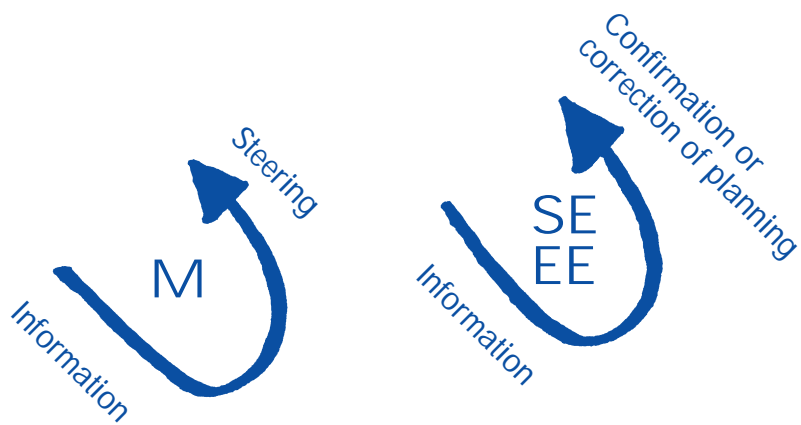 Steering
M
Information
Confirmation or
correction of planning
SE
EE
Information